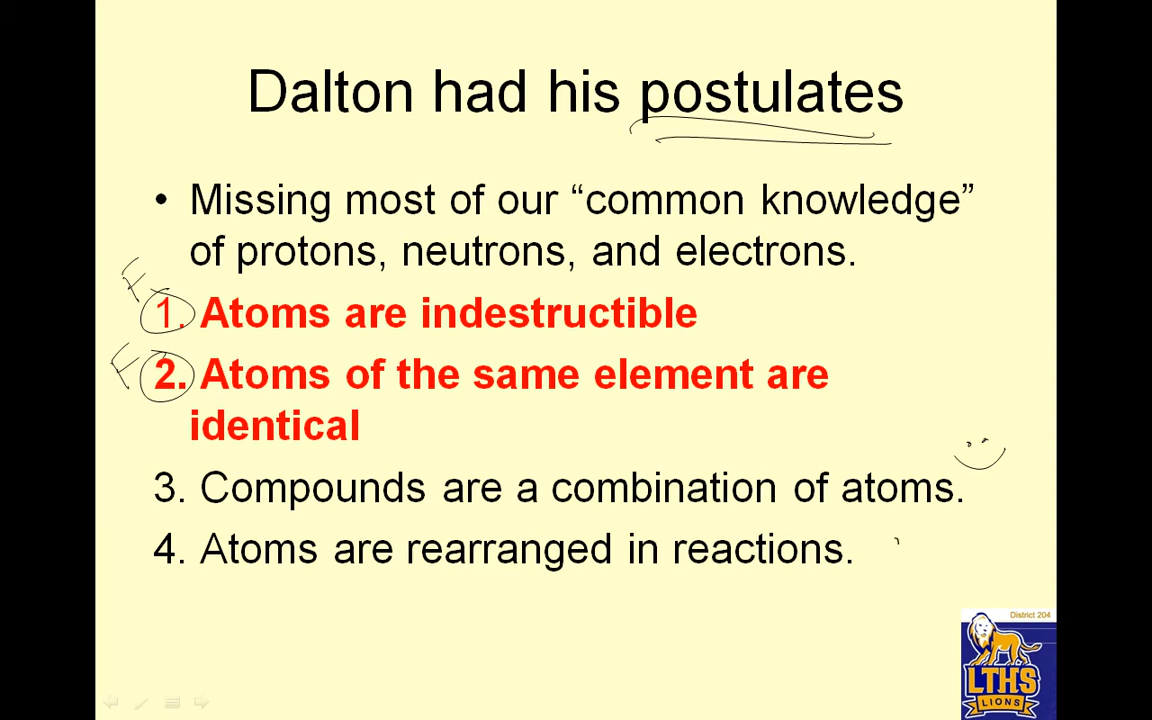 Dalton had his postulates
• Missing most of our “common knowledge”
of protons, neutrons, and electrons.
F
1. Atoms are indestructible
F
2. Atoms of the same element are
identical
3. Compounds are a combination of atoms.
4. Atoms are rearranged in reactions.
District 204
LTHS
LIONS